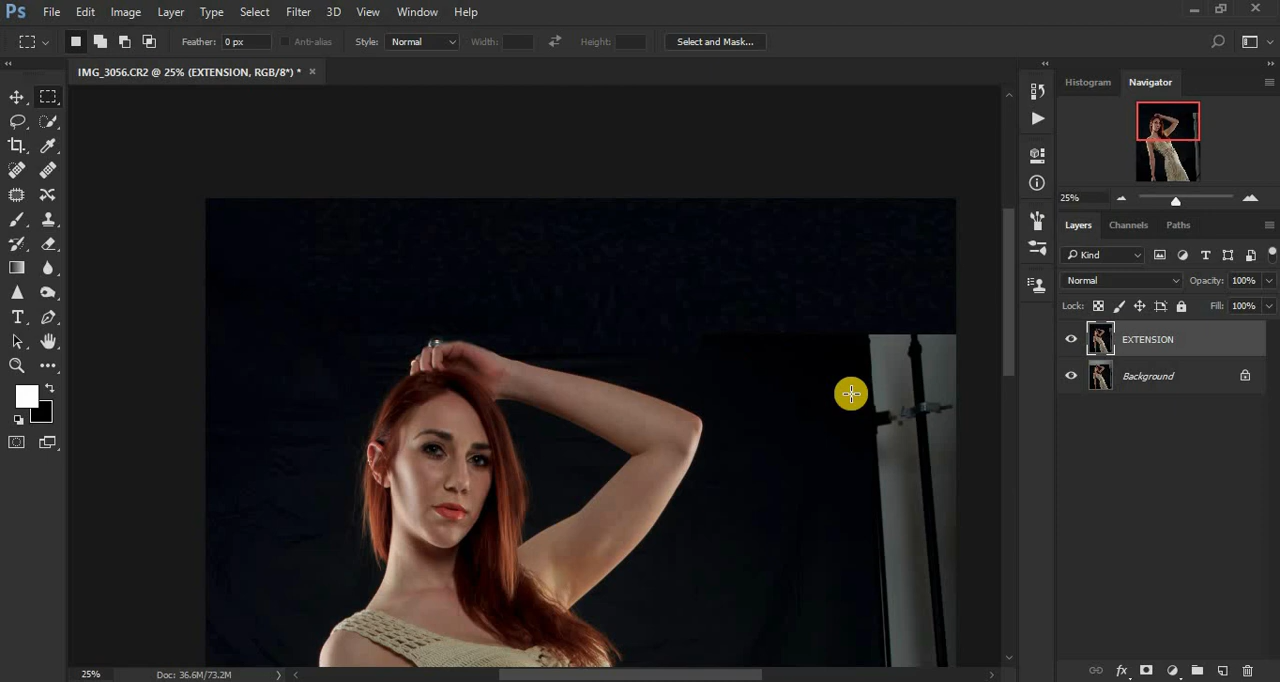 Ps File Edit Image Layer Type Select Filter 3D View Window Help
Feather: 0 px Anti-alias Style: Normal Width: Height: Select and Mask...
IMG_3056.CR2 @ 25% (EXTENSION, RGB/8*) *
Histogram Navigator
25%
Layers Channels Paths
Kind
Normal Opacity: 100%
Lock: Fill: 100%
EXTENSION
Background
25% Doc: 36.6M/73.2M